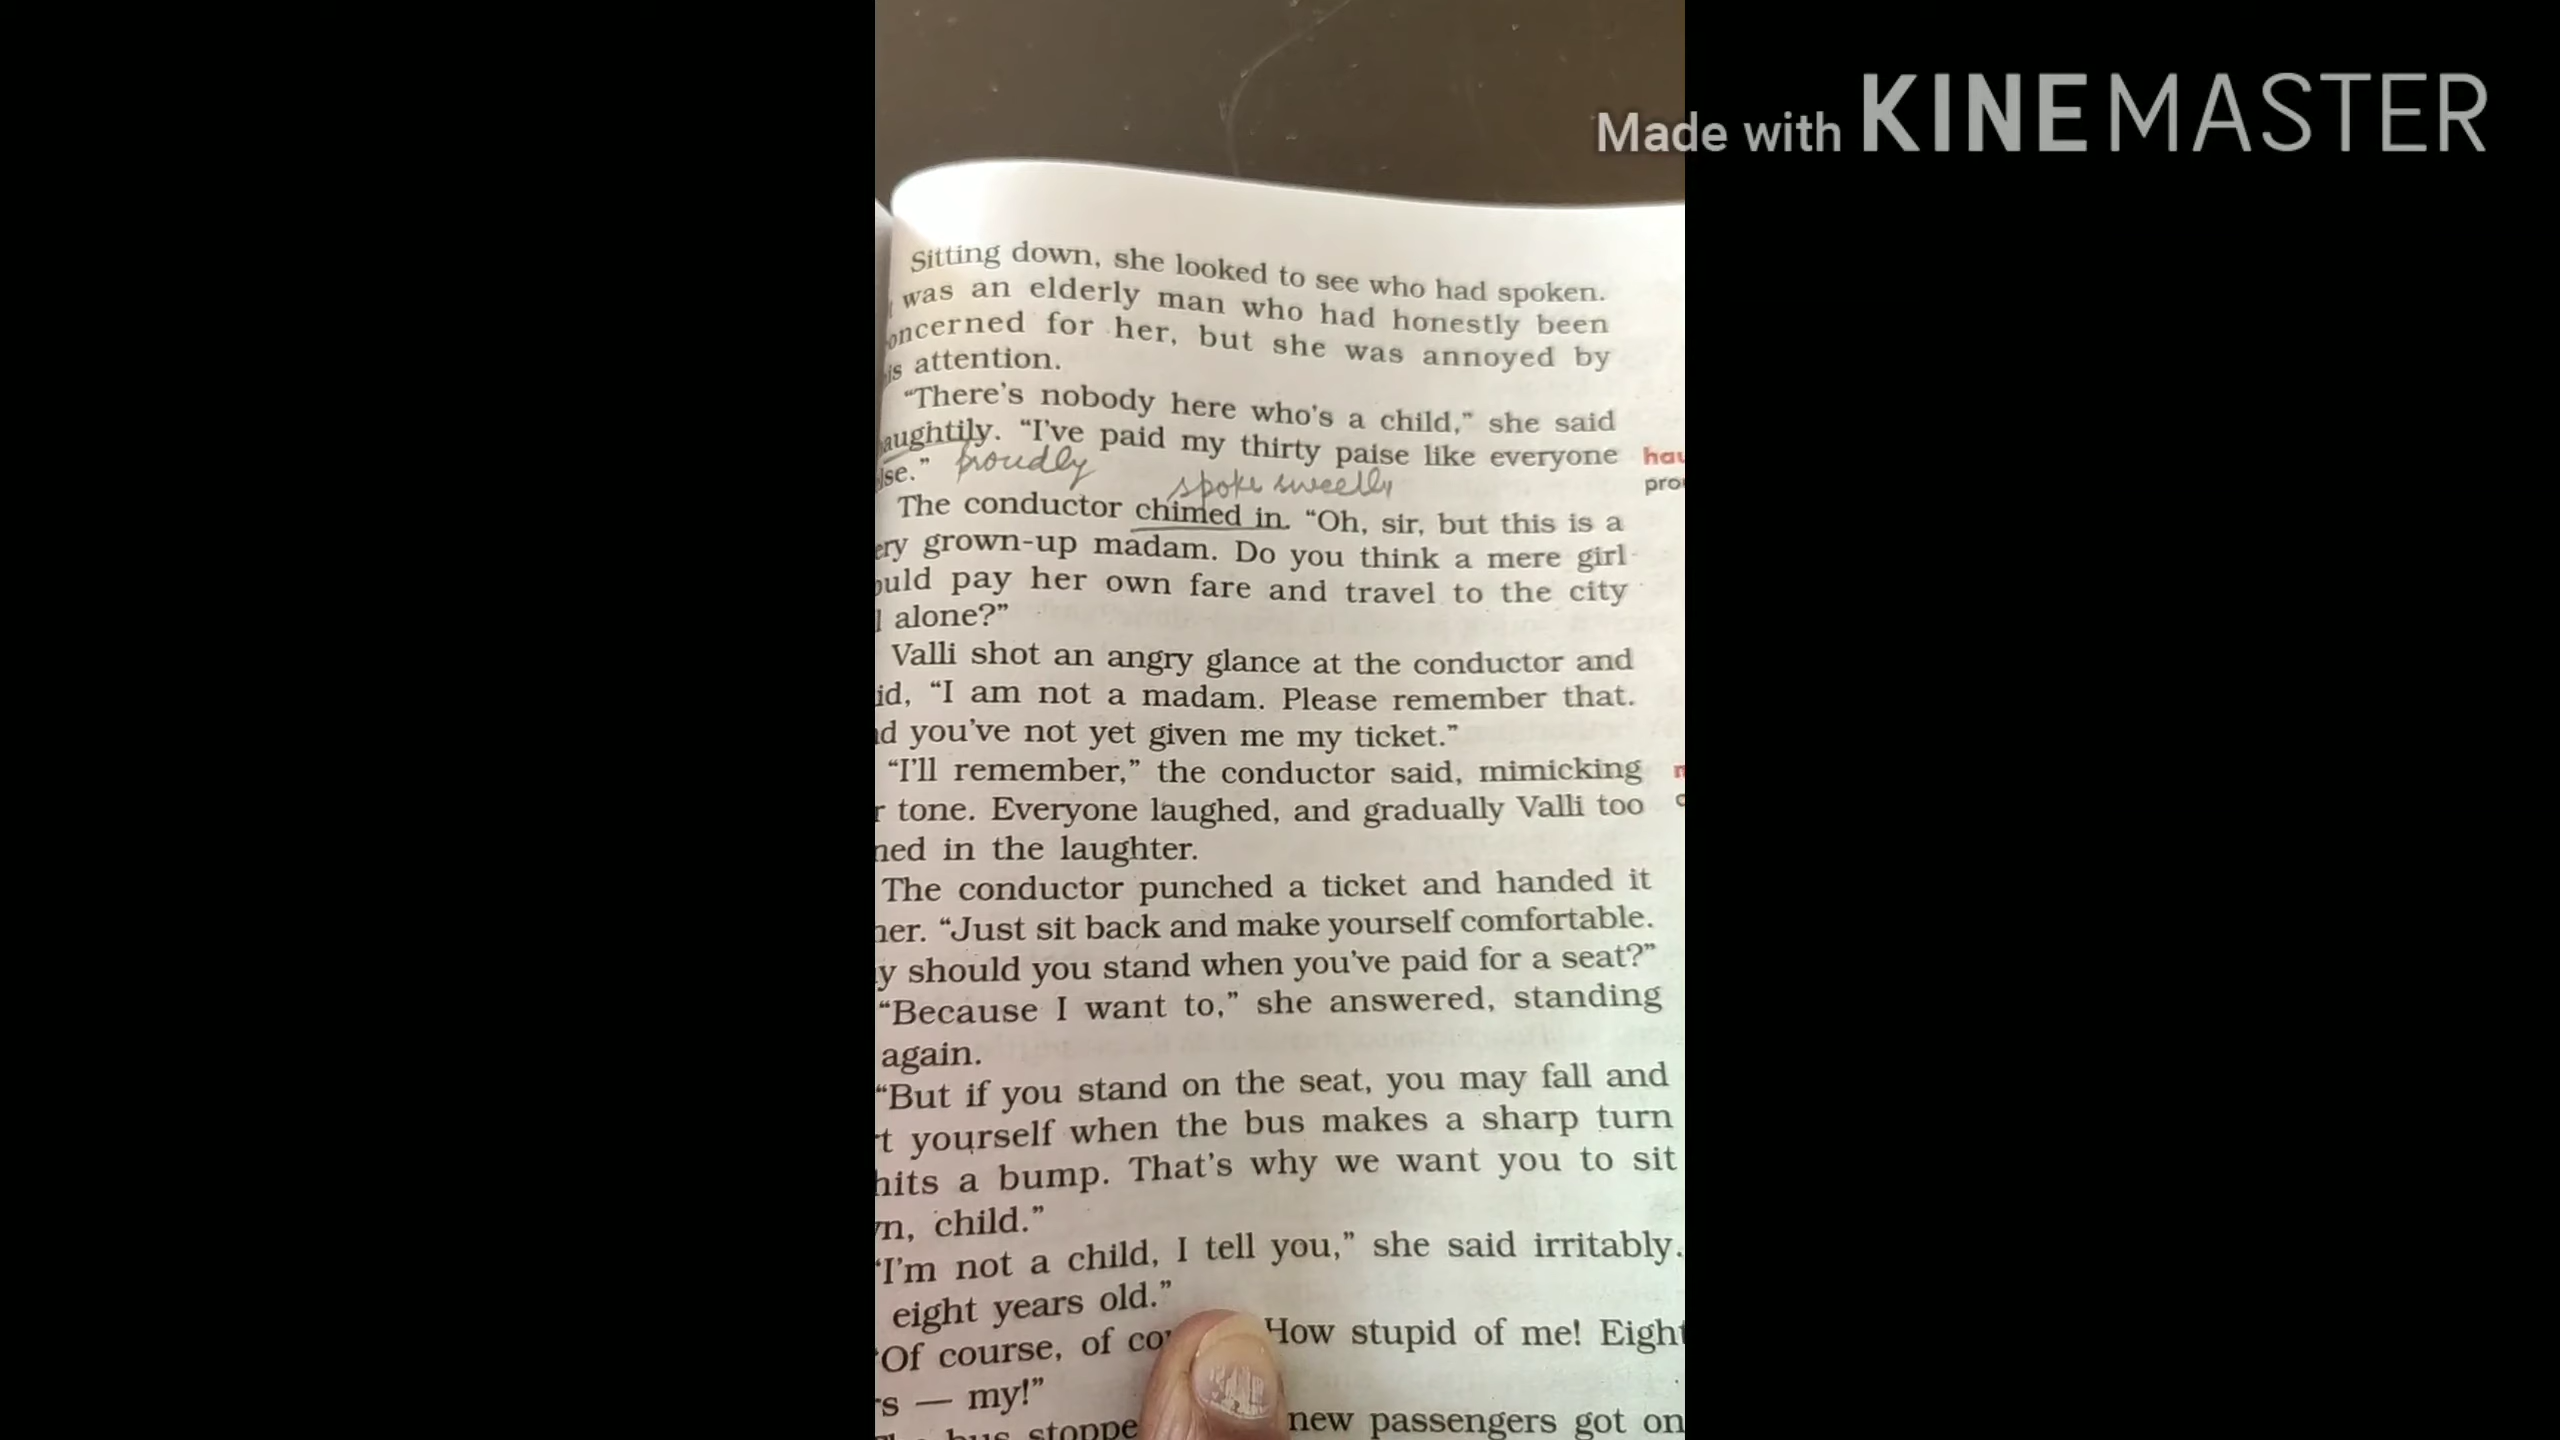 Made with KINEMASTER
Sitting down, she looked to see who had spoken.
was an elderly man who had honestly been
oncerned for her, but she was annoyed by
is attention.
“There's nobody here who's a child,” she said
aughtily. “I've paid my thirty paise like everyone
hau
lse.” proudly
spoke sweetly
pro
The conductor chimed in. “Oh, sir, but this is a
ery grown-up madam. Do you think a mere girl
ould pay her own fare and travel to the city
l alone?”
Valli shot an angry glance at the conductor and
id, “I am not a madam. Please remember that.
d you've not yet given me my ticket.”
“I'll remember,” the conductor said, mimicking
r tone. Everyone laughed, and gradually Valli too
ned in the laughter.
The conductor punched a ticket and handed it
her. “Just sit back and make yourself comfortable.
y should you stand when you've paid for a seat?”
“Because I want to,” she answered, standing
again.
“But if you stand on the seat, you may fall and
t yourself when the bus makes a sharp turn
hits a bump. That's why we want you to sit
n, child.”
“I'm not a child, I tell you,” she said irritably.
eight years old.”
“Of course, of co How stupid of me! Eight
s — my!”
bus stoppe new passengers got on